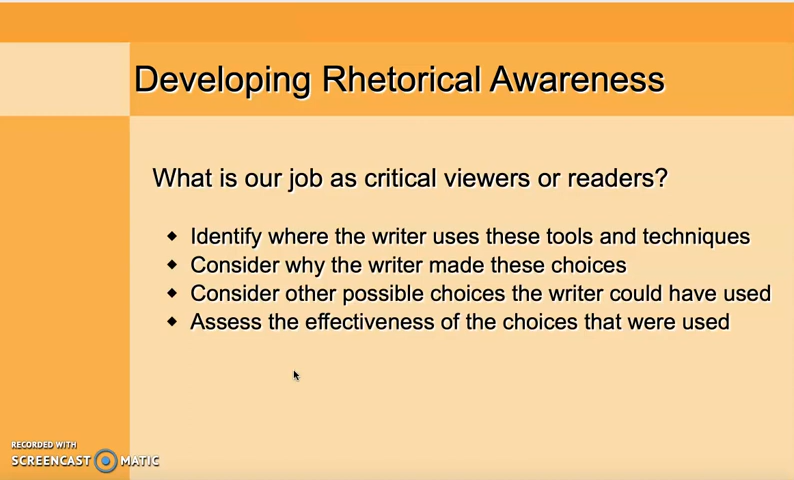 Developing Rhetorical Awareness
What is our job as critical viewers or readers?
Identify where the writer uses these tools and techniques
Consider why the writer made these choices
Consider other possible choices the writer could have used
Assess the effectiveness of the choices that were used
RECORDED WITH
SCREENCAST MATIC